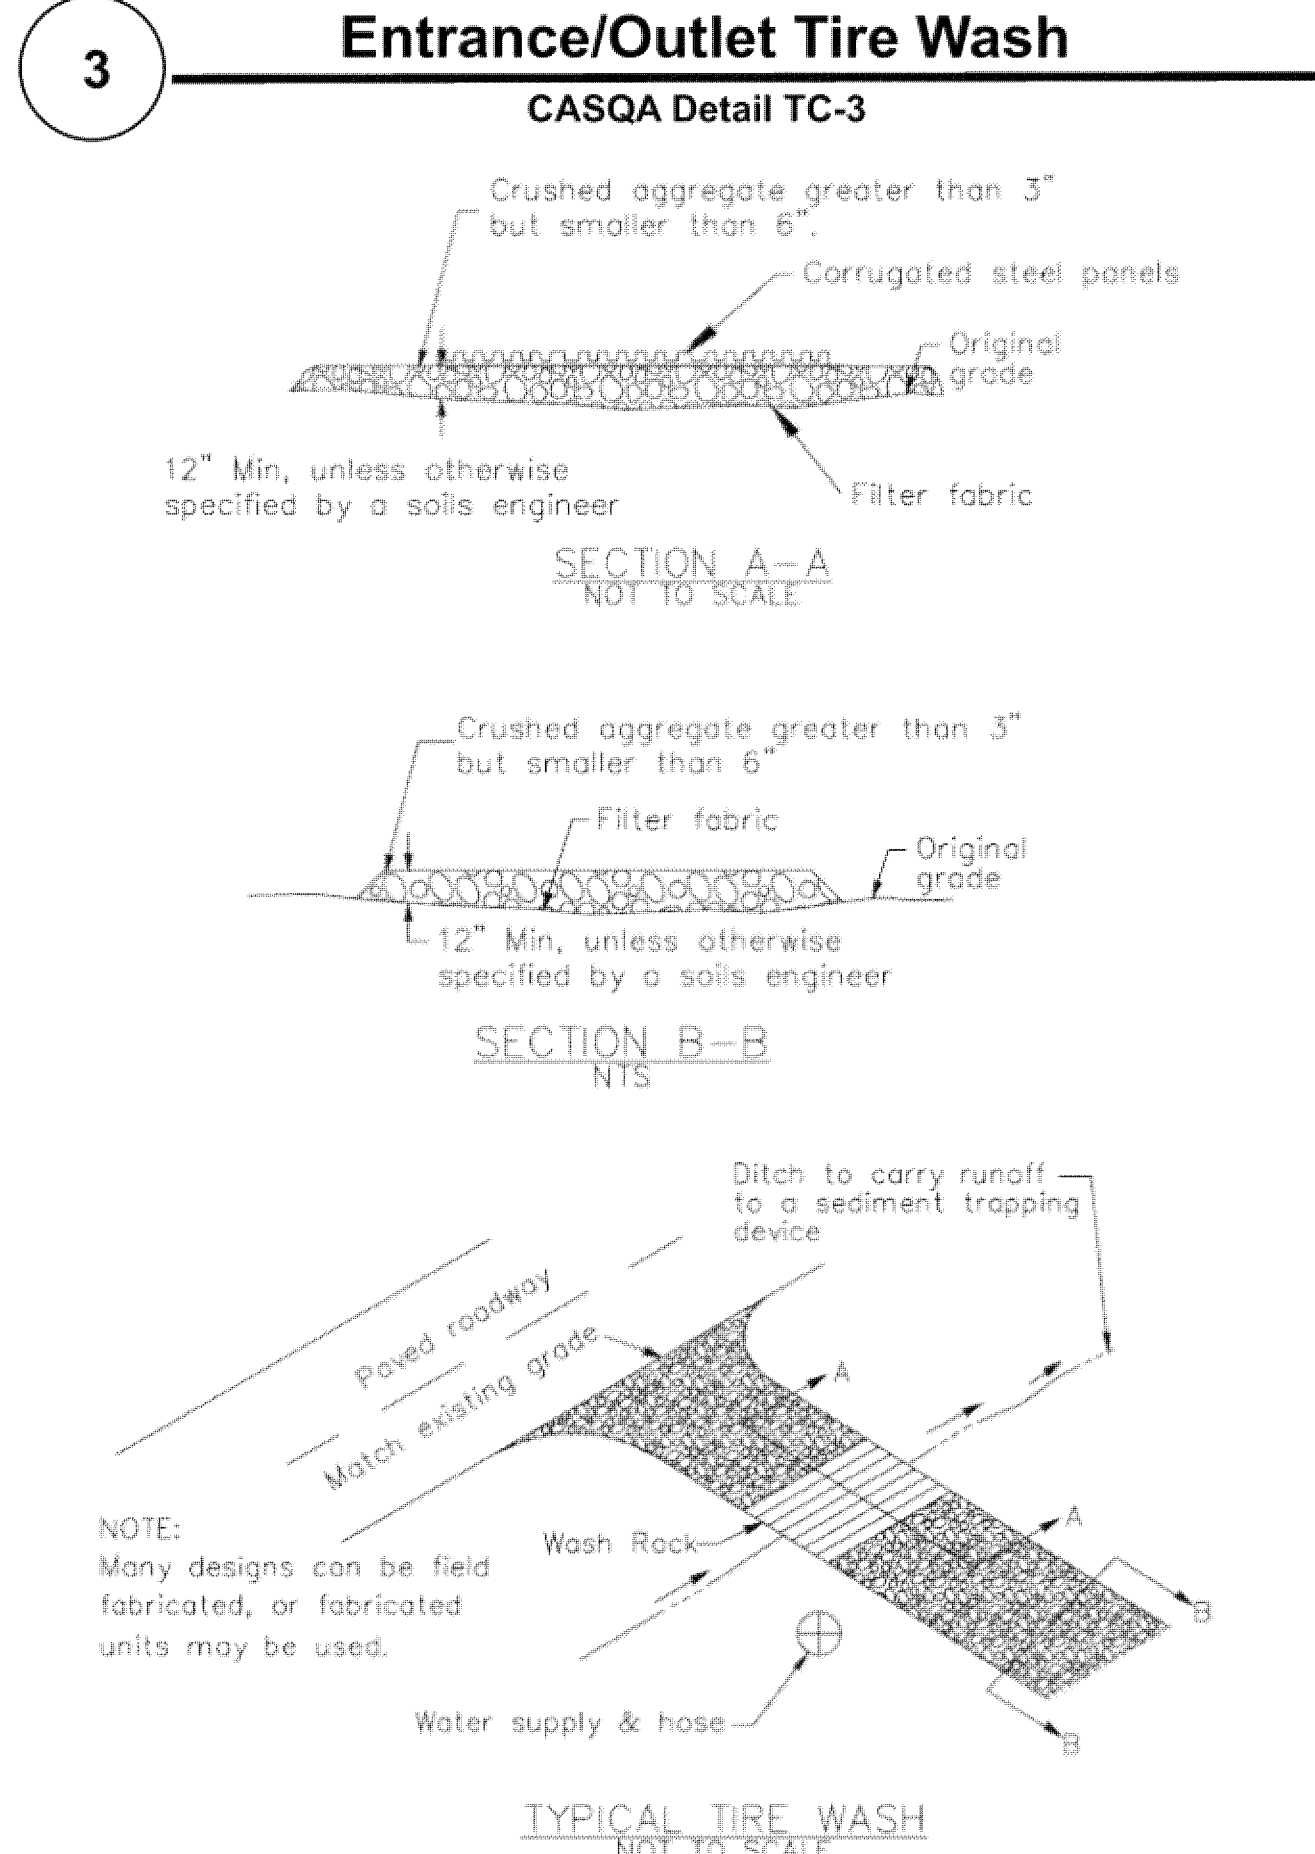 3
Entrance/Outlet Tire Wash
CASQA Detail TC-3
Crushed aggregate greater than 3"
but smaller than 6".
Corrugated steel panels
Original
grade
12" Min, unless otherwise
specified by a soils engineer
Filter fabric
SECTION A-A
NOT TO SCALE
Crushed aggregate greater than 3"
but smaller than 6"
Filter fabric
Original
grade
12" Min, unless otherwise
specified by a soils engineer
SECTION B-B
NTS
Ditch to carry runoff
to a sediment trapping
device
Paved roadway
Match existing grade
A
A
NOTE:
Many designs can be field
fabricated, or fabricated
units may be used.
Wash Rack
B
Water supply & hose
B
TYPICAL TIRE WASH
NOT TO SCALE